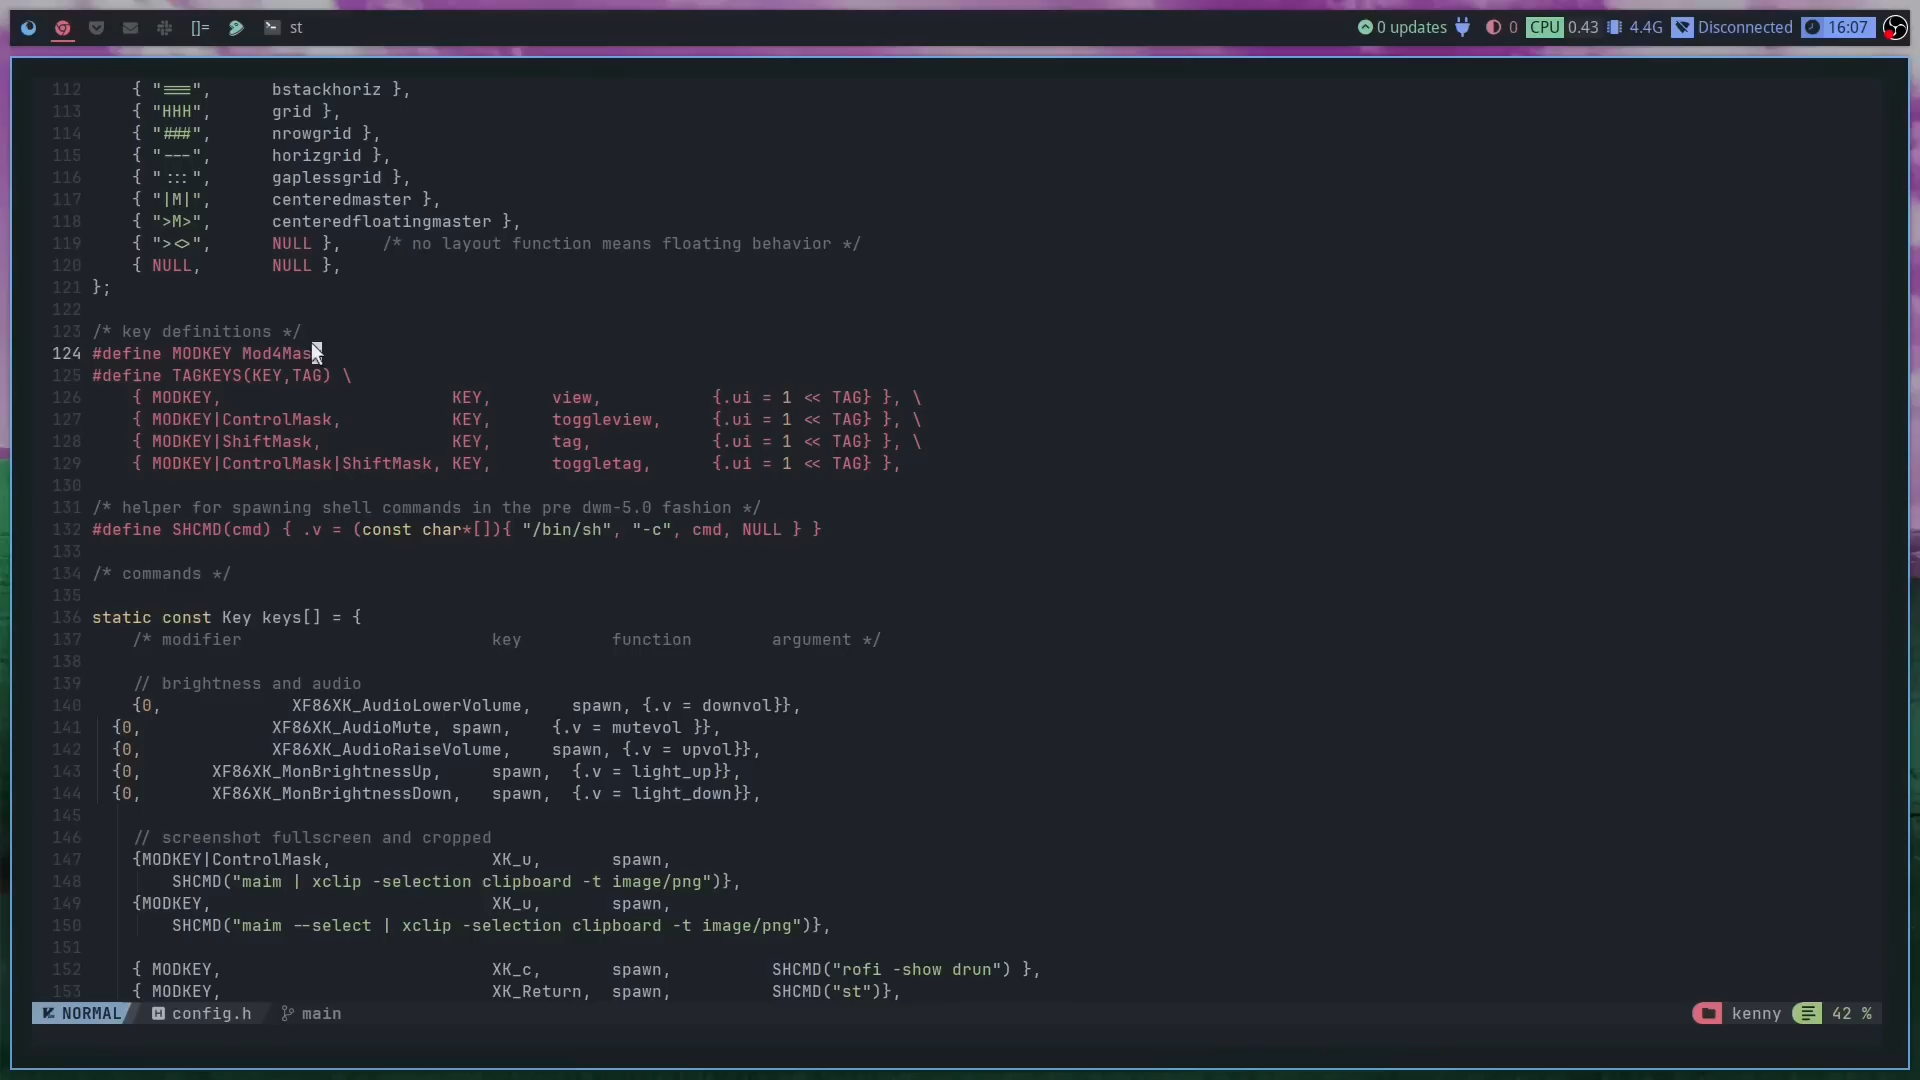 []= st 0 updates 0 CPU 0.43 4.4G Disconnected 16:07
112 { "===", bstackhoriz },
113 { "HHH", grid },
114 { "###", nrowgrid },
115 { "---", horizgrid },
116 { ":::", gaplessgrid },
117 { "|M|", centeredmaster },
118 { ">M>", centeredfloatingmaster },
119 { "><>", NULL }, /* no layout function means floating behavior */
120 { NULL, NULL },
121 };
122
123 /* key definitions */
124 #define MODKEY Mod4Mas
125 #define TAGKEYS(KEY,TAG) \
126 { MODKEY, KEY, view, {.ui = 1 << TAG} }, \
127 { MODKEY|ControlMask, KEY, toggleview, {.ui = 1 << TAG} }, \
128 { MODKEY|ShiftMask, KEY, tag, {.ui = 1 << TAG} }, \
129 { MODKEY|ControlMask|ShiftMask, KEY, toggletag, {.ui = 1 << TAG} },
130
131 /* helper for spawning shell commands in the pre dwm-5.0 fashion */
132 #define SHCMD(cmd) { .v = (const char*[]){ "/bin/sh", "-c", cmd, NULL } }
133
134 /* commands */
135
136 static const Key keys[] = {
137 /* modifier key function argument */
138
139 // brightness and audio
140 {0, XF86XK_AudioLowerVolume, spawn, {.v = downvol}},
141 {0, XF86XK_AudioMute, spawn, {.v = mutevol }},
142 {0, XF86XK_AudioRaiseVolume, spawn, {.v = upvol}},
143 {0, XF86XK_MonBrightnessUp, spawn, {.v = light_up}},
144 {0, XF86XK_MonBrightnessDown, spawn, {.v = light_down}},
145
146 // screenshot fullscreen and cropped
147 {MODKEY|ControlMask, XK_u, spawn,
148 SHCMD("maim | xclip -selection clipboard -t image/png")},
149 {MODKEY, XK_u, spawn,
150 SHCMD("maim --select | xclip -selection clipboard -t image/png")},
151
152 { MODKEY, XK_c, spawn, SHCMD("rofi -show drun") },
153 { MODKEY, XK_Return, spawn, SHCMD("st")},
NORMAL config.h main kenny 42 %